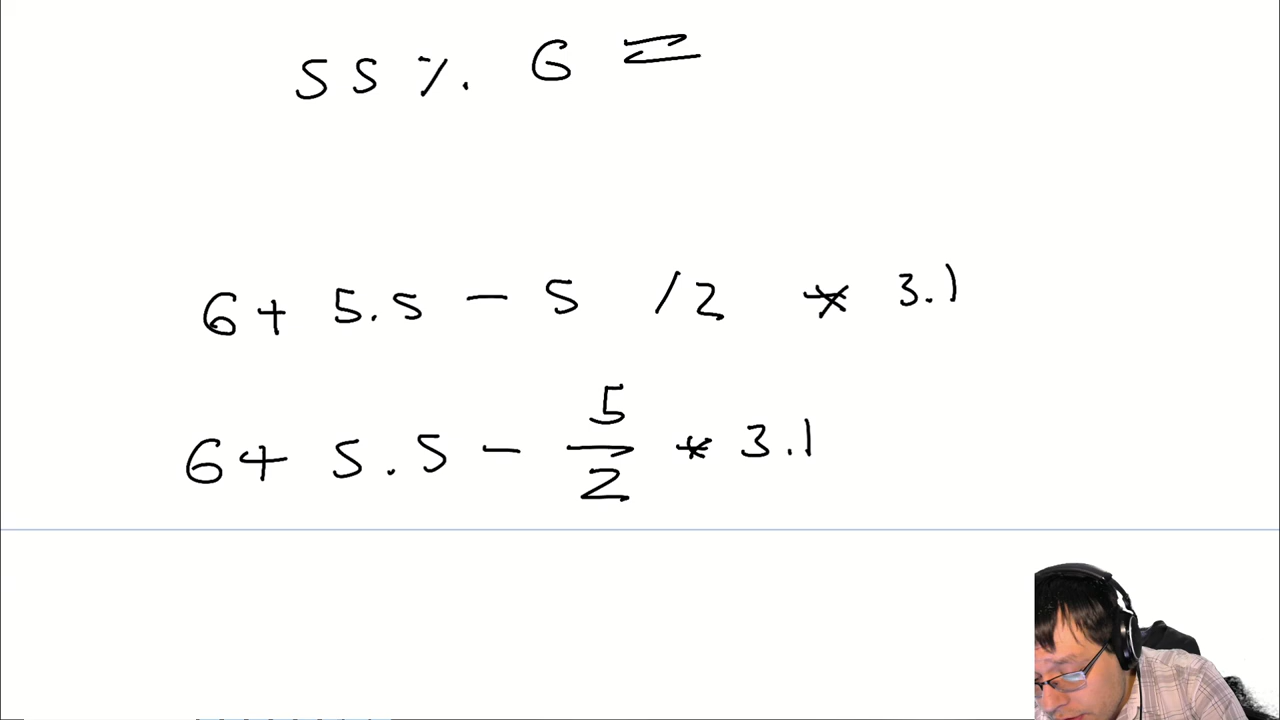 55 %. 6 =
6 + 5.5 - 5 /2 * 3.1
6 + 5.5 - 5/2 * 3.1